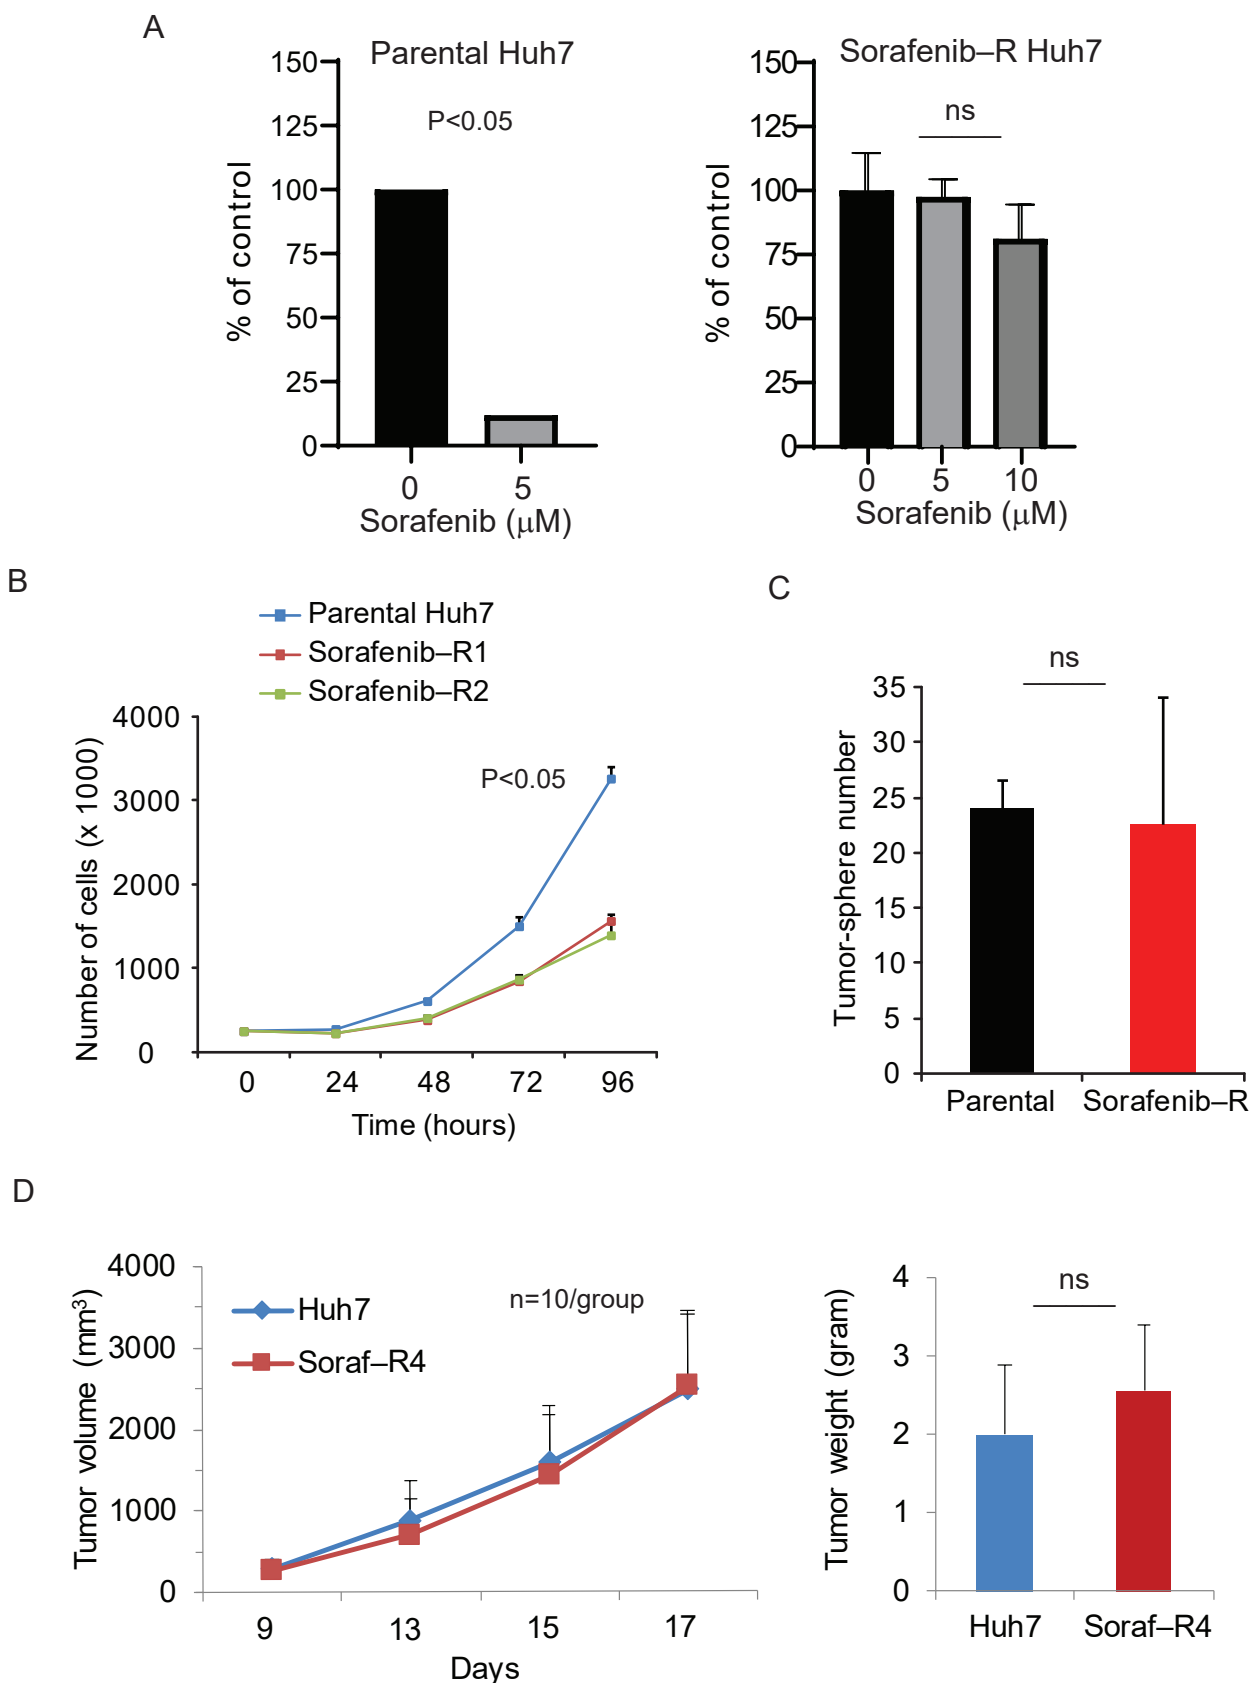 A
Parental Huh7
P<0.05
150
125
100
75
50
25
0
% of control
0 5
Sorafenib (μM)
Sorafenib–R Huh7
ns
150
125
100
75
50
25
0
% of control
0 5 10
Sorafenib (μM)
B
Parental Huh7
Sorafenib–R1
Sorafenib–R2
P<0.05
4000
3000
2000
1000
0
Number of cells (x 1000)
0 24 48 72 96
Time (hours)
C
ns
35
30
25
20
15
10
5
0
Tumor-sphere number
Parental Sorafenib–R
D
Huh7
Soraf–R4
n=10/group
4000
3000
2000
1000
0
Tumor volume (mm³)
9 13 15 17
Days
ns
4
3
2
1
0
Tumor weight (gram)
Huh7 Soraf–R4